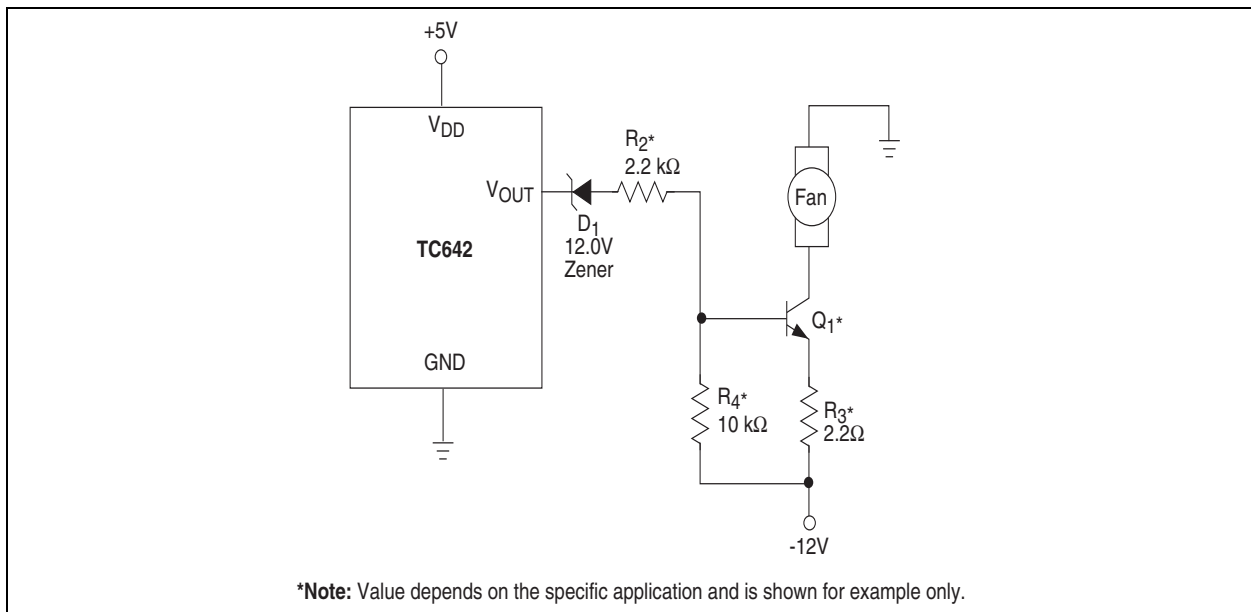 +5V
VDD
VOUT
TC642
GND
D1
12.0V
Zener
R2*
2.2 kΩ
Fan
Q1*
R4*
10 kΩ
R3*
2.2Ω
-12V
*Note: Value depends on the specific application and is shown for example only.